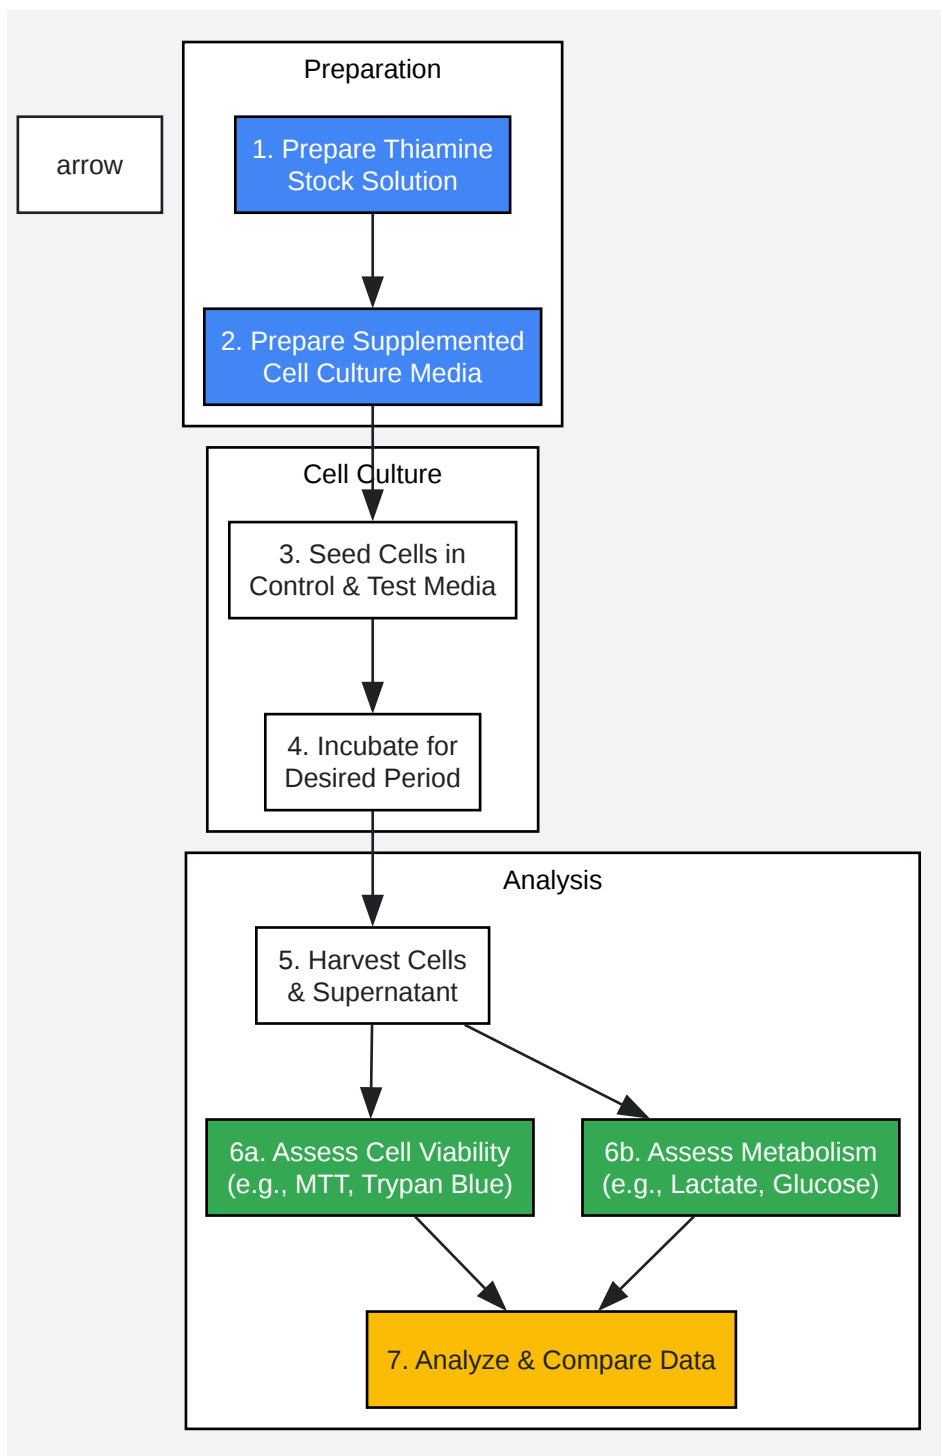 Preparation
arrow
1. Prepare Thiamine
Stock Solution
2. Prepare Supplemented
Cell Culture Media
Cell Culture
3. Seed Cells in
Control & Test Media
4. Incubate for
Desired Period
Analysis
5. Harvest Cells
& Supernatant
6a. Assess Cell Viability
(e.g., MTT, Trypan Blue)
6b. Assess Metabolism
(e.g., Lactate, Glucose)
7. Analyze & Compare Data